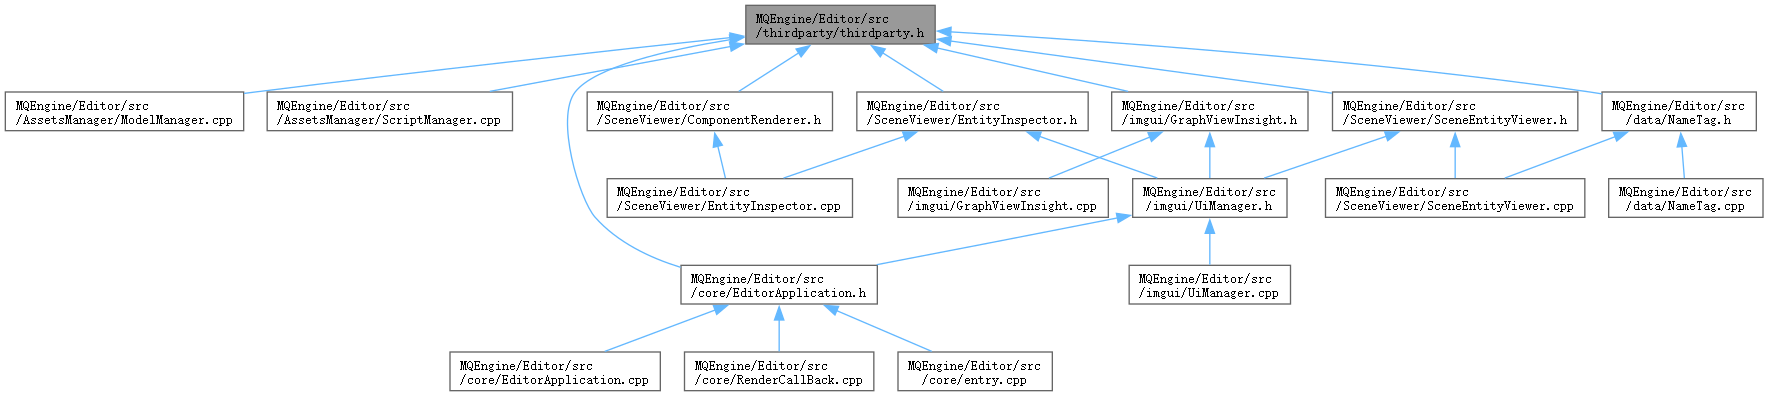 MQEngine/Editor/src
/thirdparty/thirdparty.h
MQEngine/Editor/src
/AssetsManager/ModelManager.cpp
MQEngine/Editor/src
/AssetsManager/ScriptManager.cpp
MQEngine/Editor/src
/SceneViewer/ComponentRenderer.h
MQEngine/Editor/src
/SceneViewer/EntityInspector.h
MQEngine/Editor/src
/imgui/GraphViewInsight.h
MQEngine/Editor/src
/SceneViewer/SceneEntityViewer.h
MQEngine/Editor/src
/data/NameTag.h
MQEngine/Editor/src
/SceneViewer/EntityInspector.cpp
MQEngine/Editor/src
/imgui/GraphViewInsight.cpp
MQEngine/Editor/src
/imgui/UiManager.h
MQEngine/Editor/src
/SceneViewer/SceneEntityViewer.cpp
MQEngine/Editor/src
/data/NameTag.cpp
MQEngine/Editor/src
/core/EditorApplication.h
MQEngine/Editor/src
/imgui/UiManager.cpp
MQEngine/Editor/src
/core/EditorApplication.cpp
MQEngine/Editor/src
/core/RenderCallBack.cpp
MQEngine/Editor/src
/core/entry.cpp